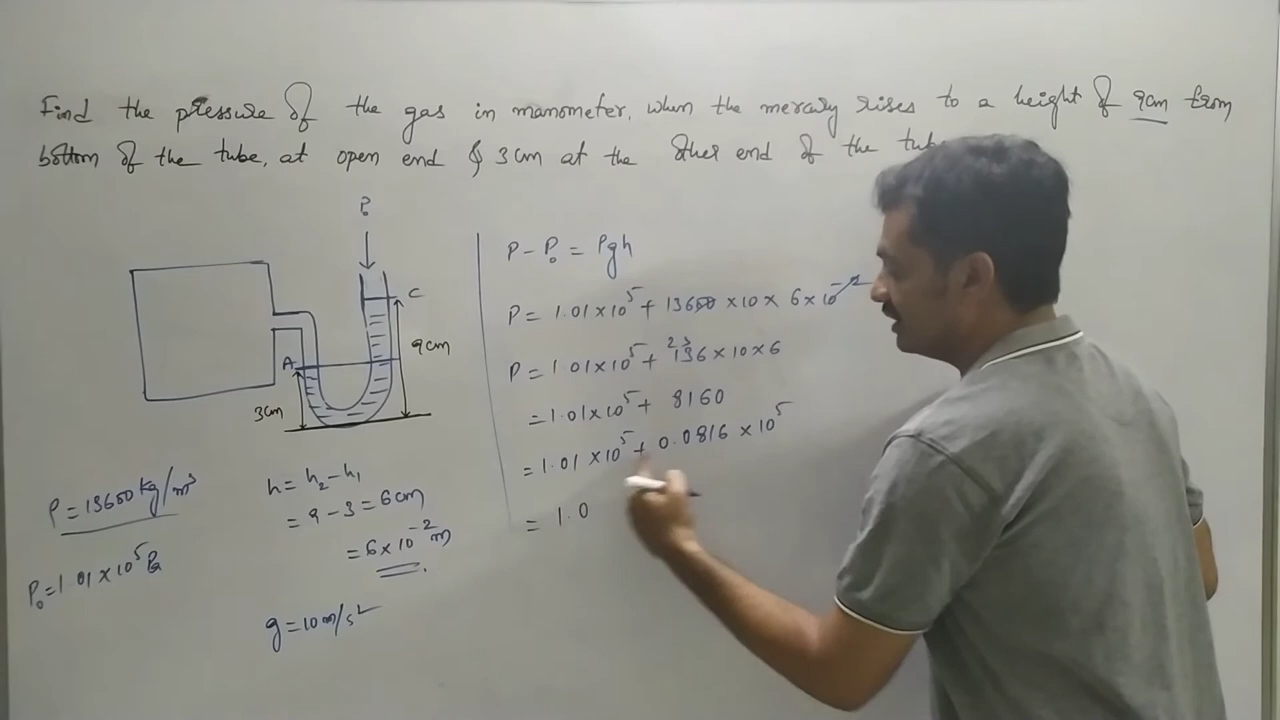 Find the pressure of the gas in manometer, when the mercury rises to a height of 9cm from
bottom of the tube, at open end & 3cm at the other end of the tub
P₀
C
9cm
A
3cm
ρ = 13600 kg/m³
P₀ = 1.01 × 10⁵ Pa
h = h₂ - h₁
= 9 - 3 = 6cm
= 6 × 10⁻² m
g = 10 m/s²
P - P₀ = ρgh
P = 1.01 × 10⁵ + 13600 × 10 × 6 × 10⁻²
P = 1.01 × 10⁵ + 136 × 10 × 6
2 3
= 1.01 × 10⁵ + 8160
= 1.01 × 10⁵ + 0.0816 × 10⁵
= 1.0